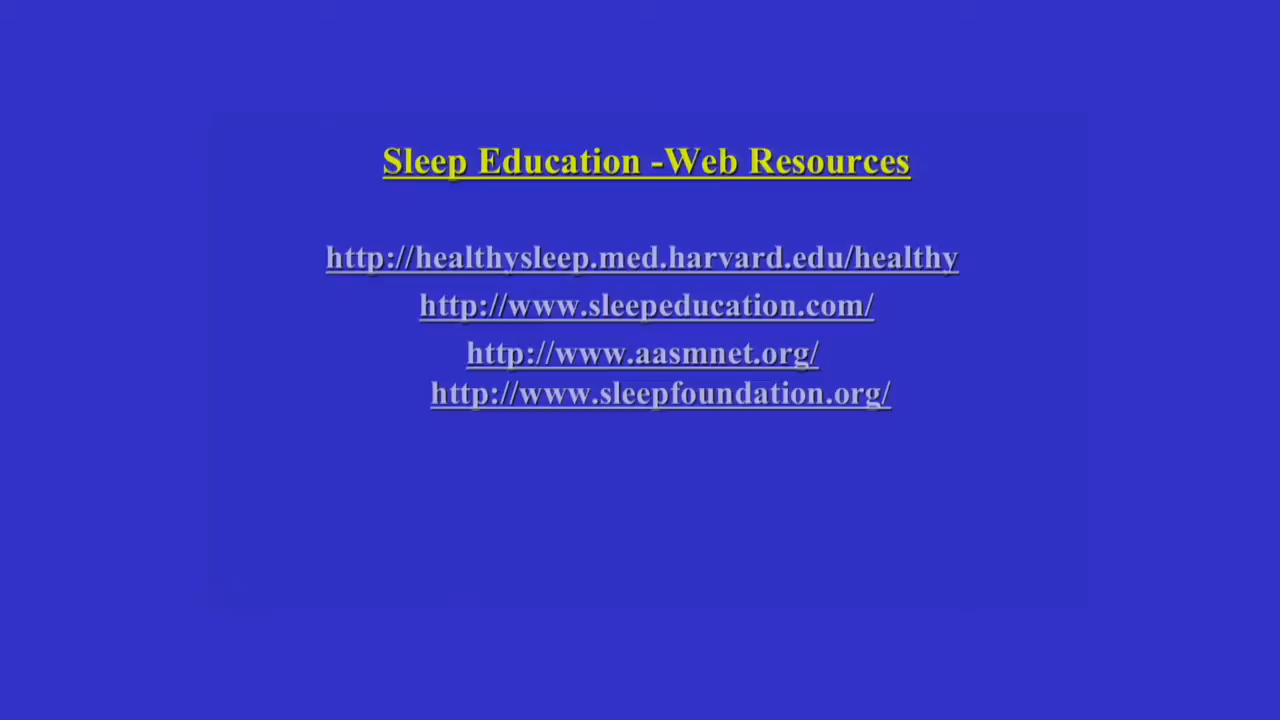 Sleep Education -Web Resources
http://healthysleep.med.harvard.edu/healthy
http://www.sleepeducation.com/
http://www.aasmnet.org/
http://www.sleepfoundation.org/